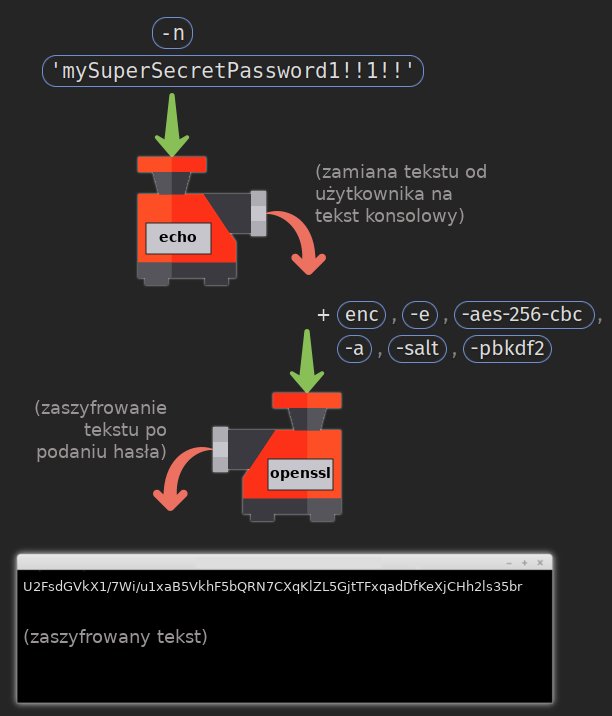 -n
'mySuperSecretPassword1!!1!!'
(zamiana tekstu od
użytkownika na
tekst konsolowy)
echo
+ enc , -e , -aes-256-cbc ,
-a , -salt , -pbkdf2
(zaszyfrowanie
tekstu po
podaniu hasła)
openssl
U2FsdGVkX1/7Wi/u1xaB5VkhF5bQRN7CXqKlZL5GjtTFxqadDfKeXjCHh2ls35br
(zaszyfrowany tekst)